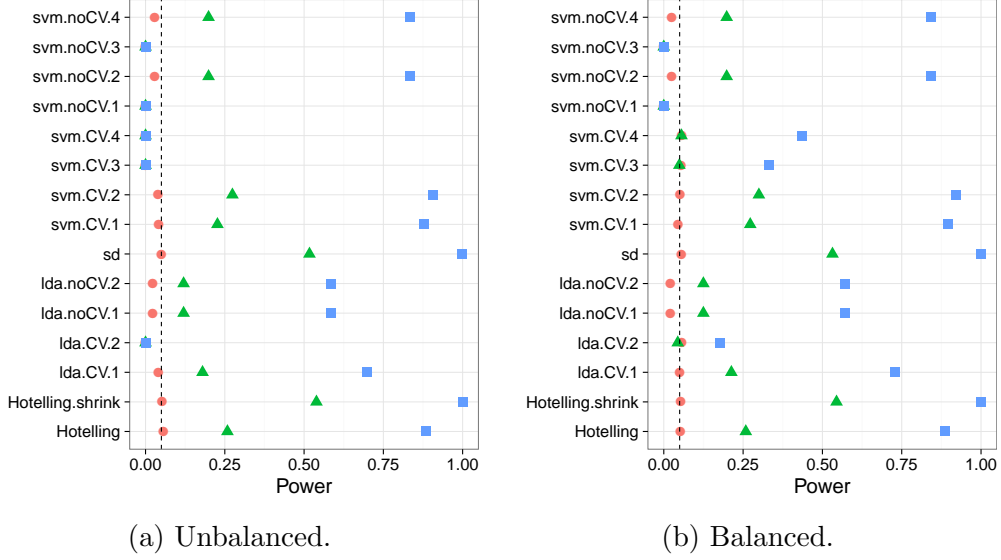 svm.noCV.4
svm.noCV.3
svm.noCV.2
svm.noCV.1
svm.CV.4
svm.CV.3
svm.CV.2
svm.CV.1
sd
lda.noCV.2
lda.noCV.1
lda.CV.2
lda.CV.1
Hotelling.shrink
Hotelling
0.00 0.25 0.50 0.75 1.00
Power
(a) Unbalanced.
svm.noCV.4
svm.noCV.3
svm.noCV.2
svm.noCV.1
svm.CV.4
svm.CV.3
svm.CV.2
svm.CV.1
sd
lda.noCV.2
lda.noCV.1
lda.CV.2
lda.CV.1
Hotelling.shrink
Hotelling
0.00 0.25 0.50 0.75 1.00
Power
(b) Balanced.